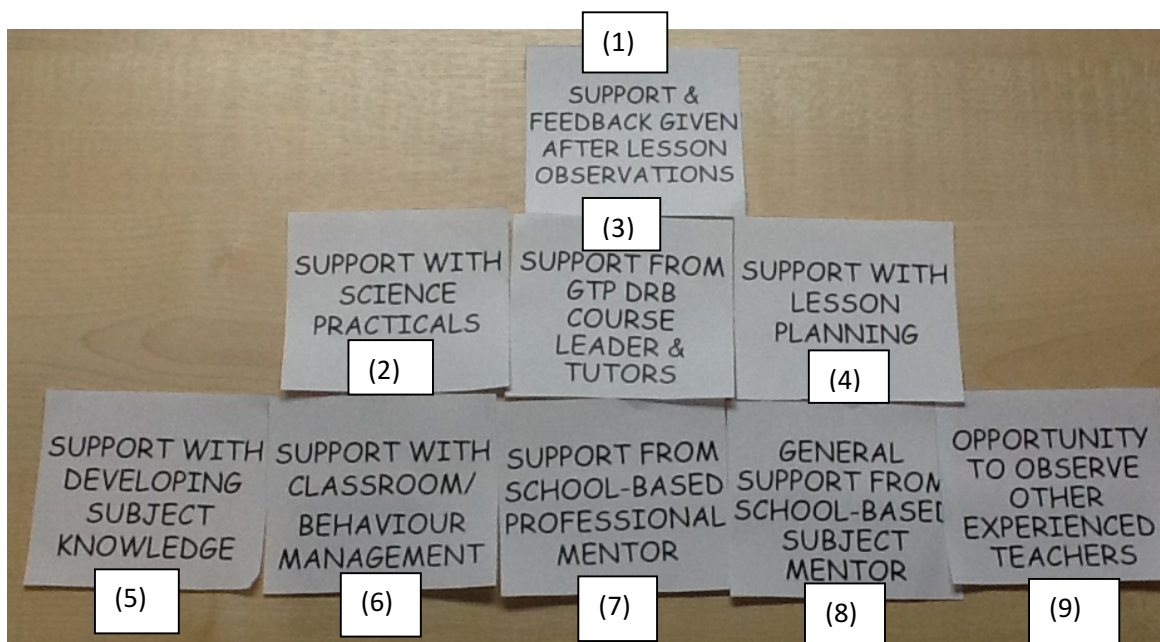 (1)
SUPPORT &
FEEDBACK GIVEN
AFTER LESSON
OBSERVATIONS
SUPPORT WITH
SCIENCE
PRACTICALS
(2)
(3)
SUPPORT FROM
GTP DRB
COURSE
LEADER &
TUTORS
SUPPORT WITH
LESSON
PLANNING
(4)
SUPPORT WITH
DEVELOPING
SUBJECT
KNOWLEDGE
(5)
SUPPORT WITH
CLASSROOM/
BEHAVIOUR
MANAGEMENT
(6)
SUPPORT FROM
SCHOOL-BASED
PROFESSIONAL
MENTOR
(7)
GENERAL
SUPPORT FROM
SCHOOL-BASED
SUBJECT
MENTOR
(8)
OPPORTUNITY
TO OBSERVE
OTHER
EXPERIENCED
TEACHERS
(9)